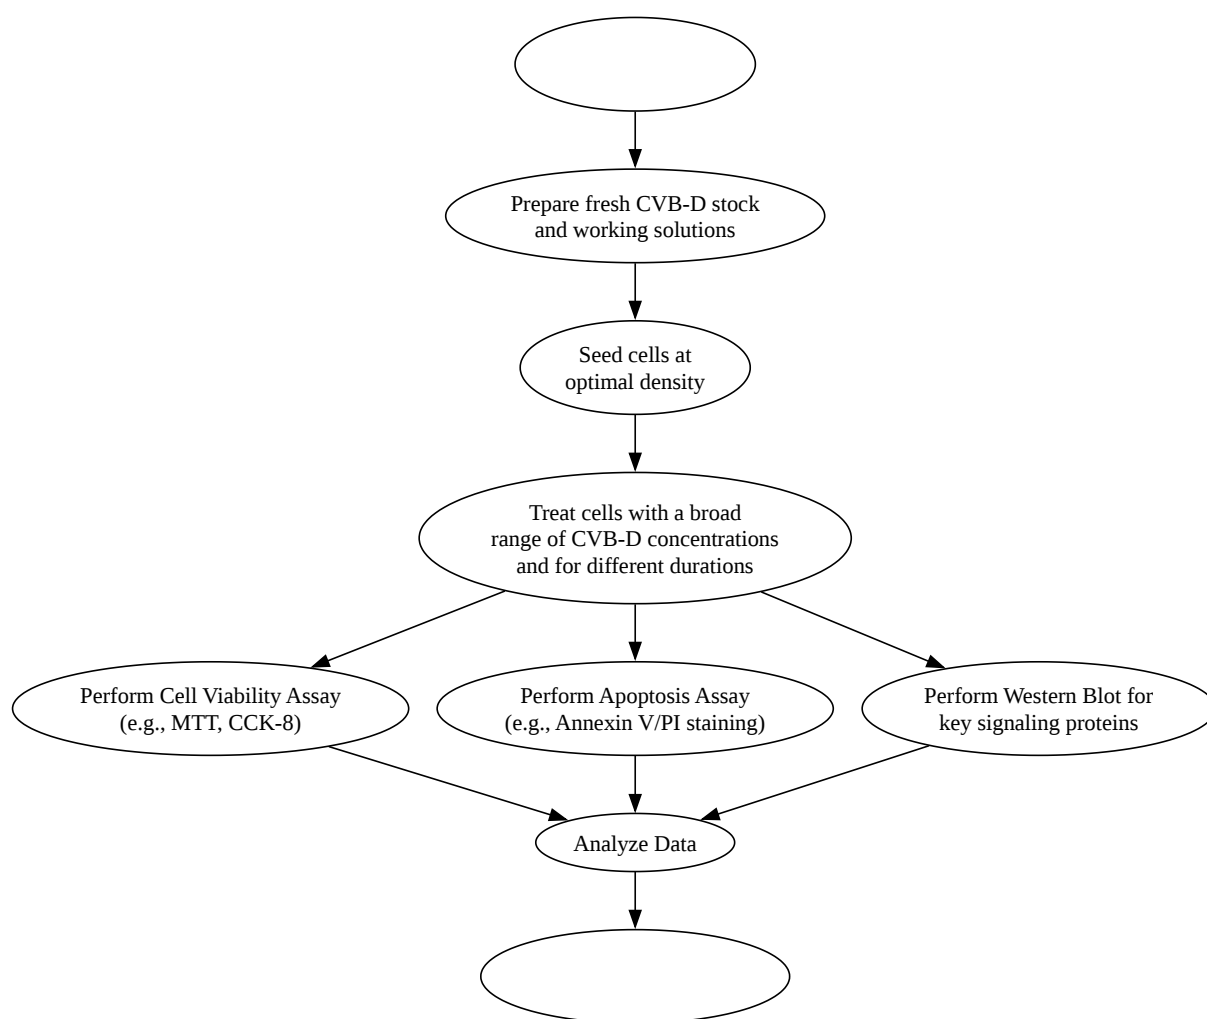 Prepare fresh CVB-D stock
and working solutions
Seed cells at
optimal density
Treat cells with a broad
range of CVB-D concentrations
and for different durations
Perform Cell Viability Assay
(e.g., MTT, CCK-8)
Perform Apoptosis Assay
(e.g., Annexin V/PI staining)
Perform Western Blot for
key signaling proteins
Analyze Data